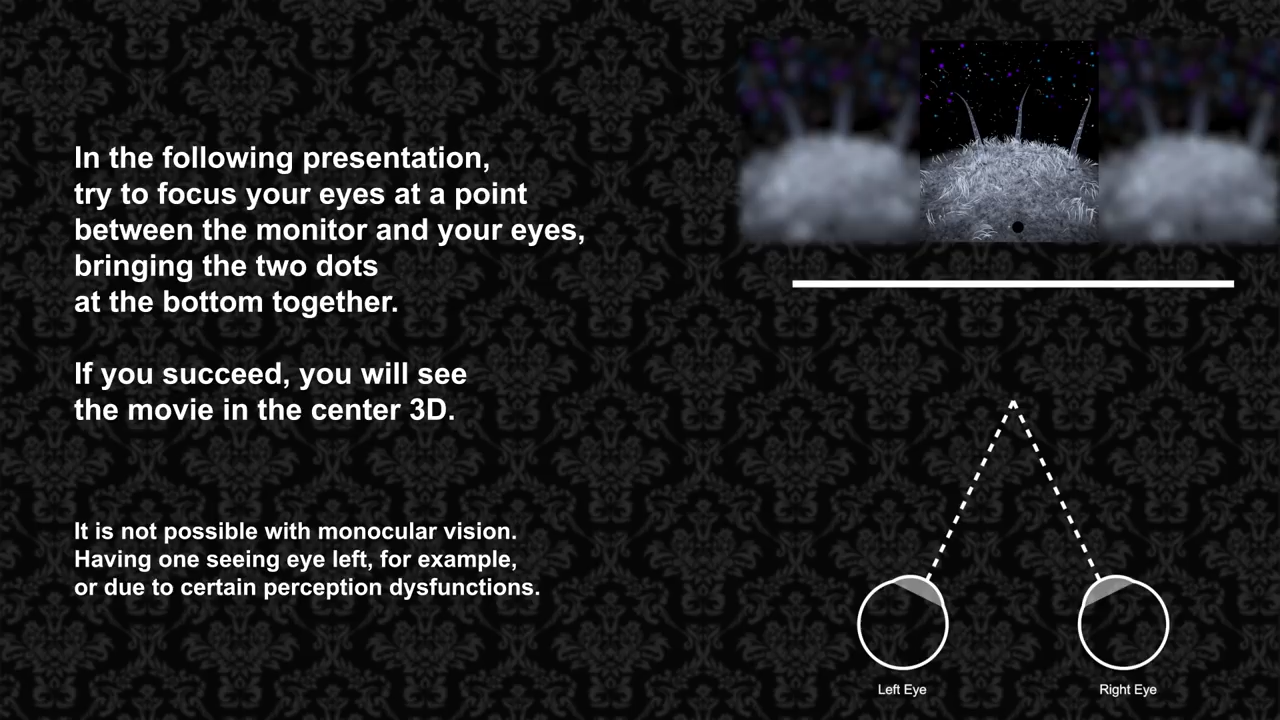 In the following presentation,
try to focus your eyes at a point
between the monitor and your eyes,
bringing the two dots
at the bottom together.
If you succeed, you will see
the movie in the center 3D.
It is not possible with monocular vision.
Having one seeing eye left, for example,
or due to certain perception dysfunctions.
Left Eye
Right Eye